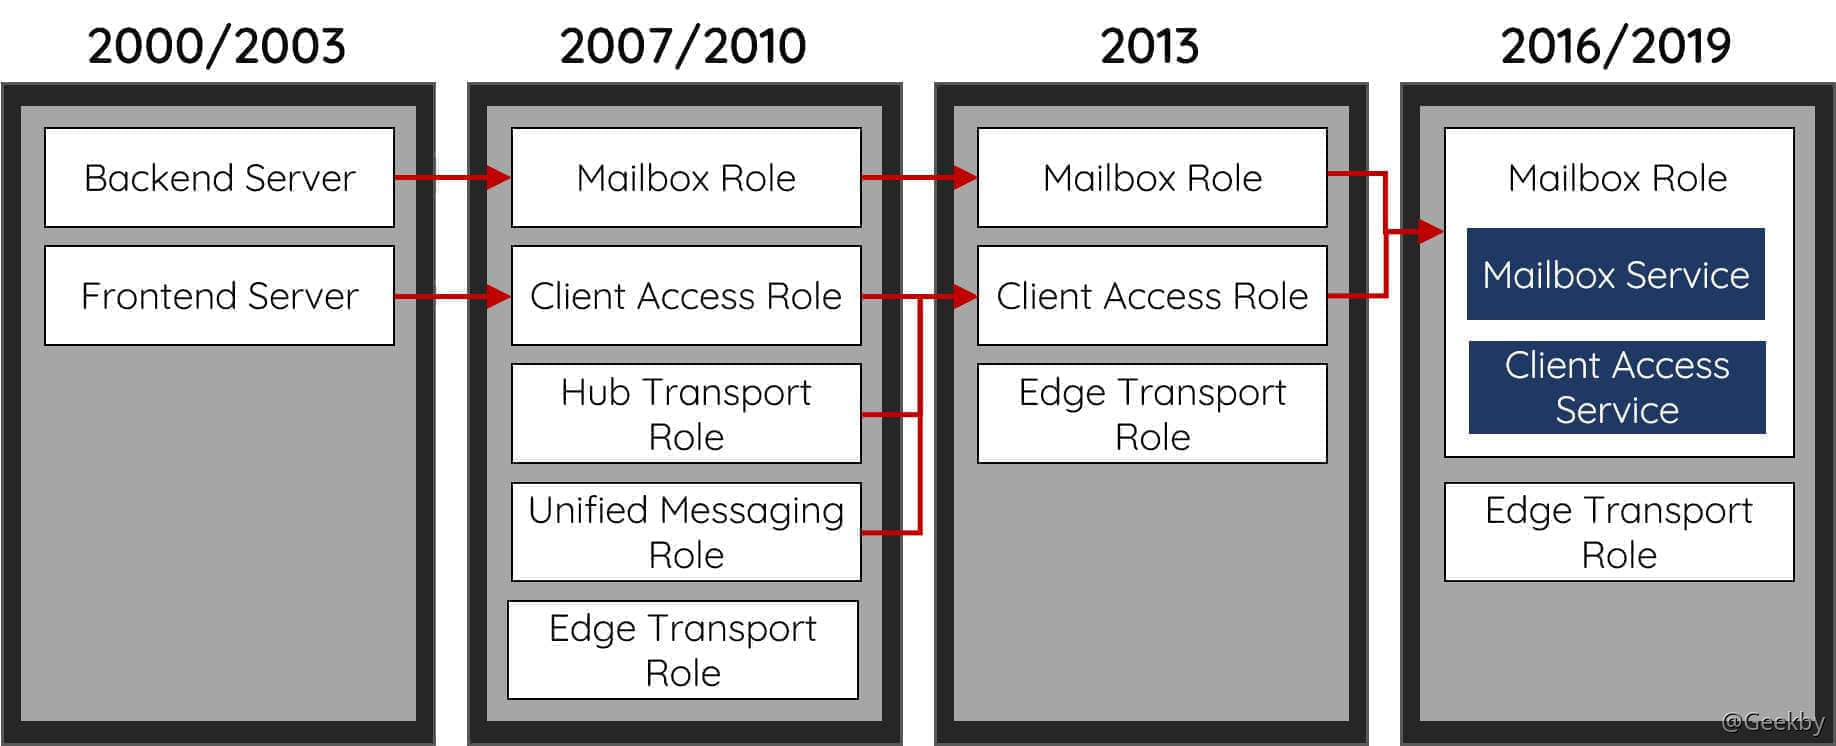 2000/2003
Backend Server
Frontend Server
2007/2010
Mailbox Role
Client Access Role
Hub Transport
Role
Unified Messaging
Role
Edge Transport
Role
2013
Mailbox Role
Client Access Role
Edge Transport
Role
2016/2019
Mailbox Role
Mailbox Service
Client Access
Service
Edge Transport
Role
@Geekby